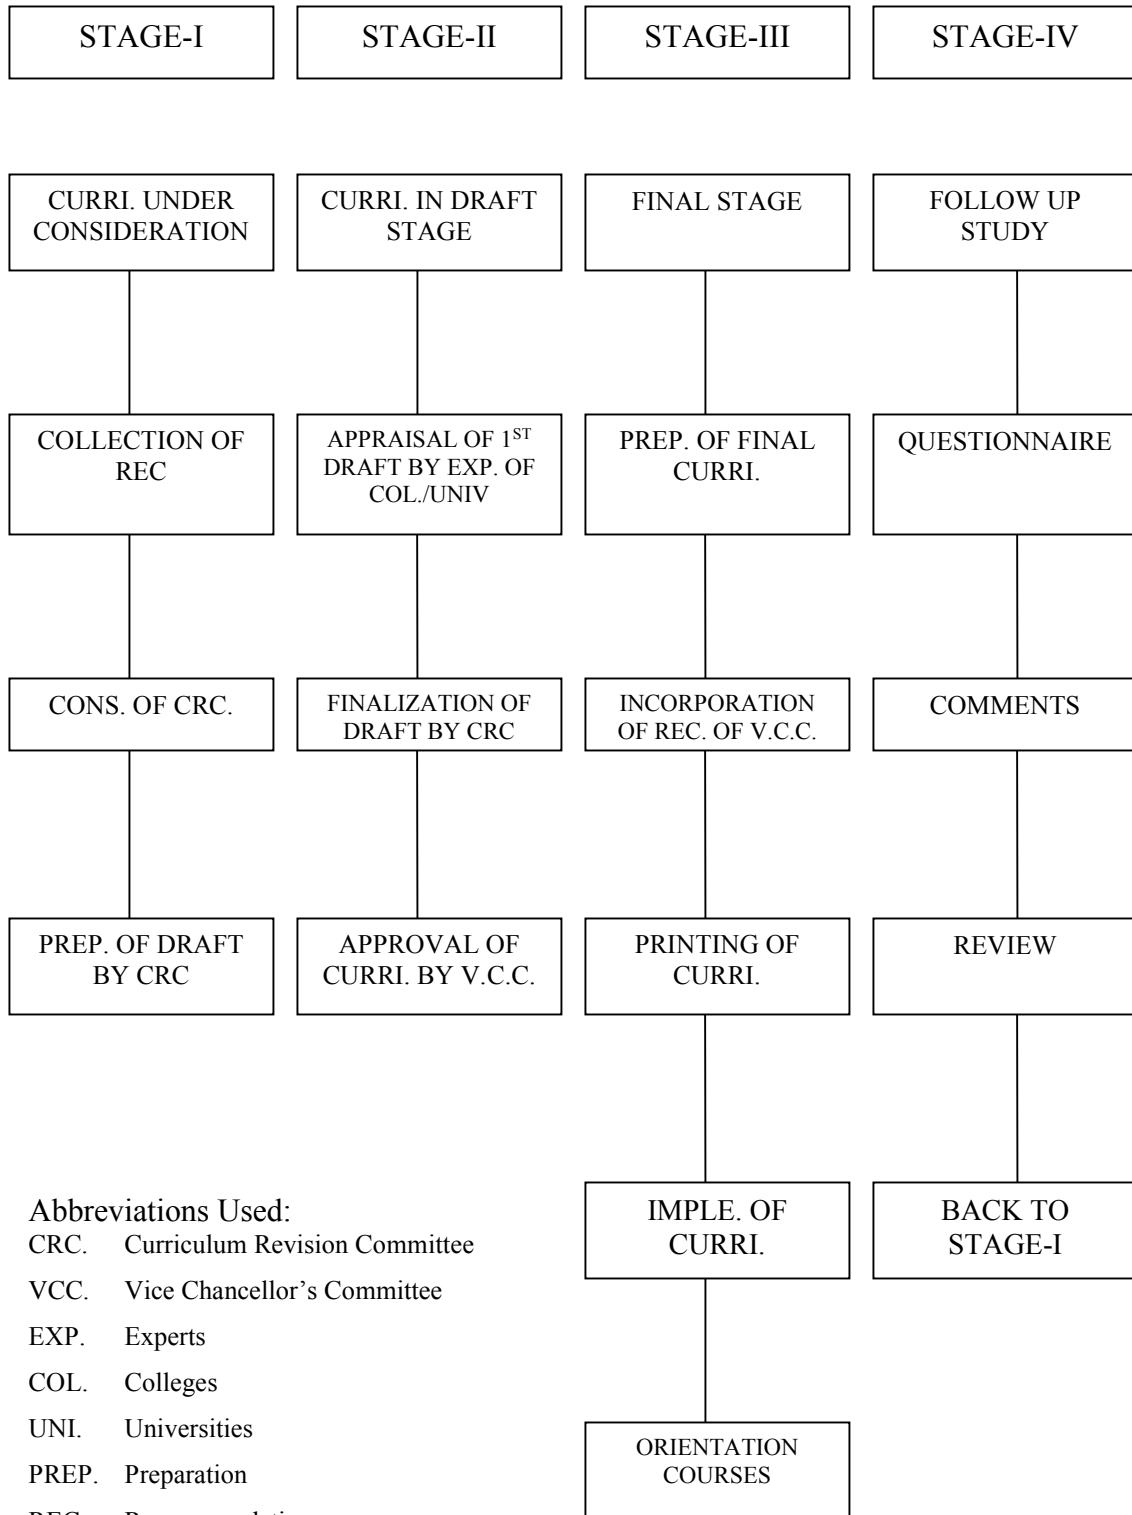 STAGE-I
STAGE-II
STAGE-III
STAGE-IV
CURRI. UNDER
CONSIDERATION
CURRI. IN DRAFT
STAGE
FINAL STAGE
FOLLOW UP
STUDY
COLLECTION OF
REC
APPRAISAL OF 1ST
DRAFT BY EXP. OF
COL./UNIV
PREP. OF FINAL
CURRI.
QUESTIONNAIRE
CONS. OF CRC.
FINALIZATION OF
DRAFT BY CRC
INCORPORATION
OF REC. OF V.C.C.
COMMENTS
PREP. OF DRAFT
BY CRC
APPROVAL OF
CURRI. BY V.C.C.
PRINTING OF
CURRI.
REVIEW
IMPLE. OF
CURRI.
BACK TO
STAGE-I
ORIENTATION
COURSES
Abbreviations Used:
CRC. Curriculum Revision Committee
VCC. Vice Chancellor’s Committee
EXP. Experts
COL. Colleges
UNI. Universities
PREP. Preparation